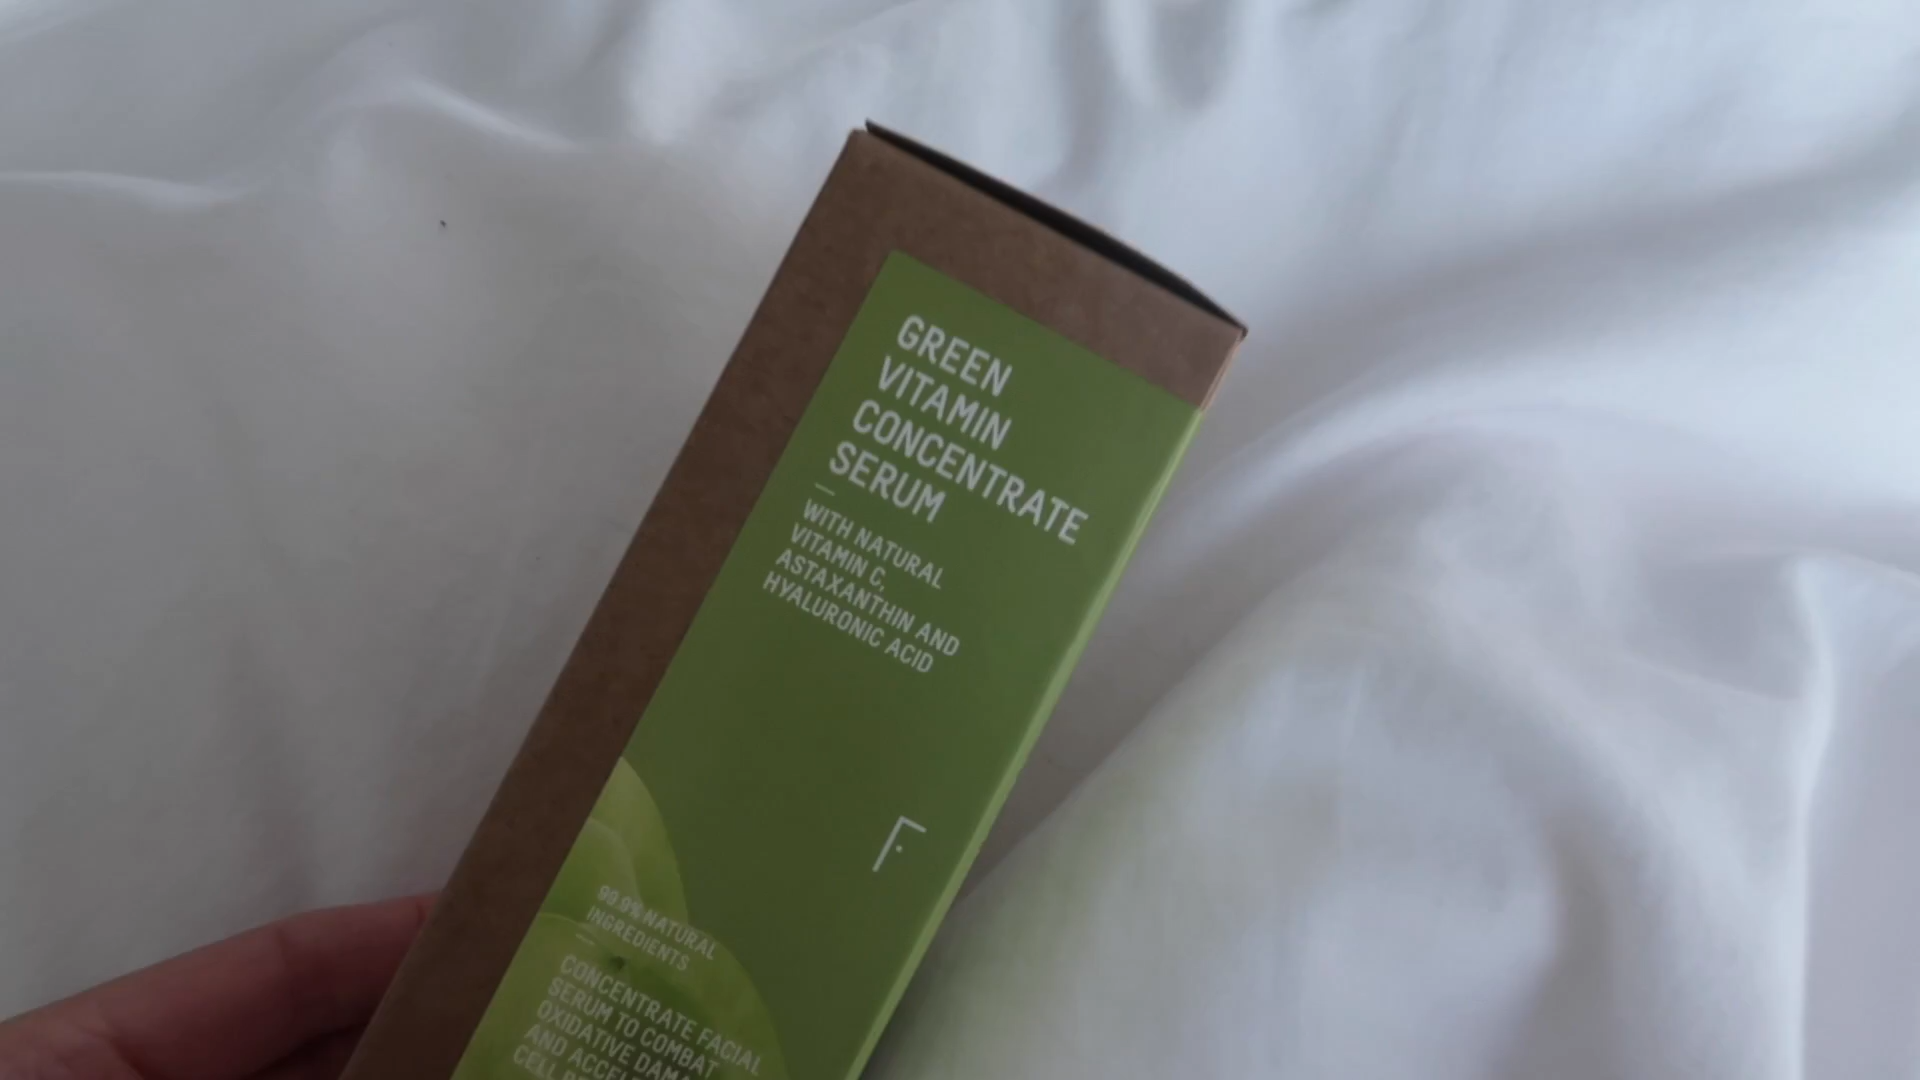 GREEN
VITAMIN
CONCENTRATE
SERUM
WITH NATURAL
VITAMIN C,
ASTAXANTHIN AND
HYALURONIC ACID
F
99.9% NATURAL
INGREDIENTS
CONCENTRATE FACIAL
SERUM TO COMBAT
OXIDATIVE
AND
CELL